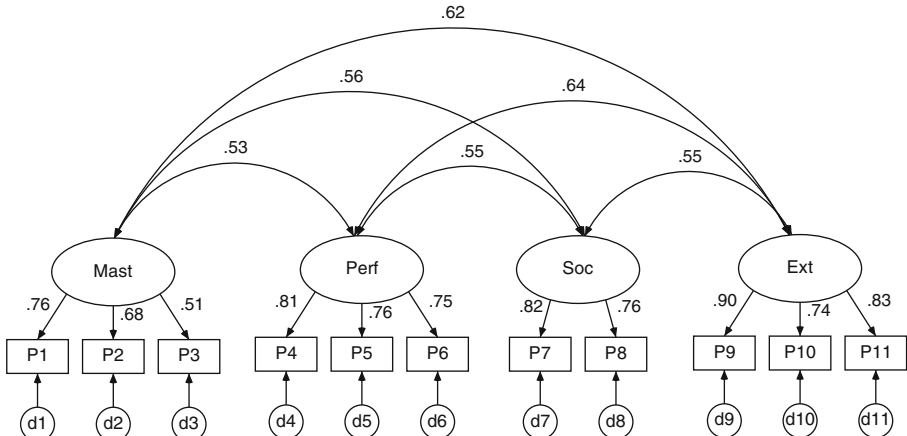 .62
.56
.64
.53
.55
.55
Mast
Perf
Soc
Ext
.76
.68
.51
.81
.76
.75
.82
.76
.90
.74
.83
P1
P2
P3
P4
P5
P6
P7
P8
P9
P10
P11
d1
d2
d3
d4
d5
d6
d7
d8
d9
d10
d11